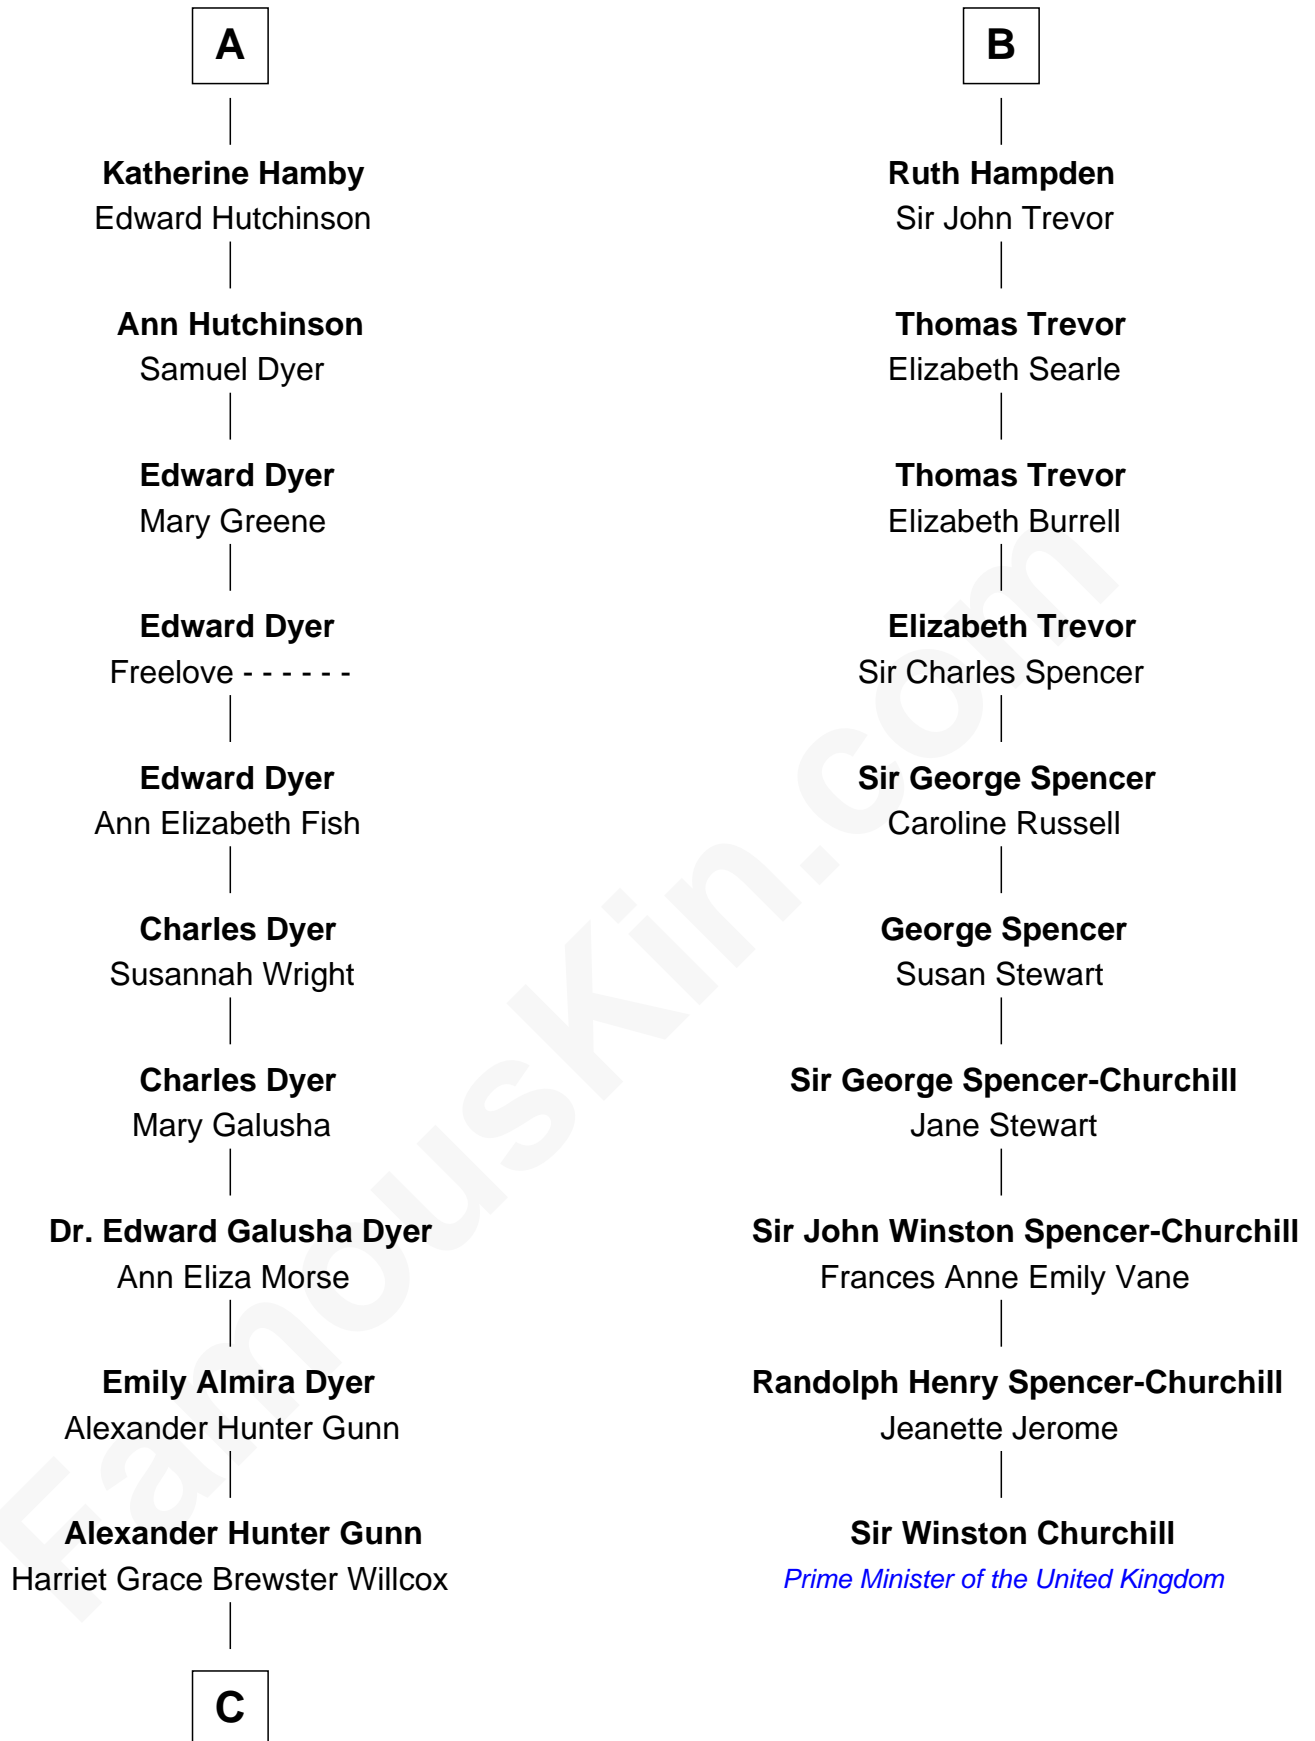 A
Katherine Hamby
Edward Hutchinson
Ann Hutchinson
Samuel Dyer
Edward Dyer
Mary Greene
Edward Dyer
Freelove - - - - - -
Edward Dyer
Ann Elizabeth Fish
Charles Dyer
Susannah Wright
Charles Dyer
Mary Galusha
Dr. Edward Galusha Dyer
Ann Eliza Morse
Emily Almira Dyer
Alexander Hunter Gunn
Alexander Hunter Gunn
Harriet Grace Brewster Willcox
C
B
Ruth Hampden
Sir John Trevor
Thomas Trevor
Elizabeth Searle
Thomas Trevor
Elizabeth Burrell
Elizabeth Trevor
Sir Charles Spencer
Sir George Spencer
Caroline Russell
George Spencer
Susan Stewart
Sir George Spencer-Churchill
Jane Stewart
Sir John Winston Spencer-Churchill
Frances Anne Emily Vane
Randolph Henry Spencer-Churchill
Jeanette Jerome
Sir Winston Churchill
Prime Minister of the United Kingdom
FamousKin.com